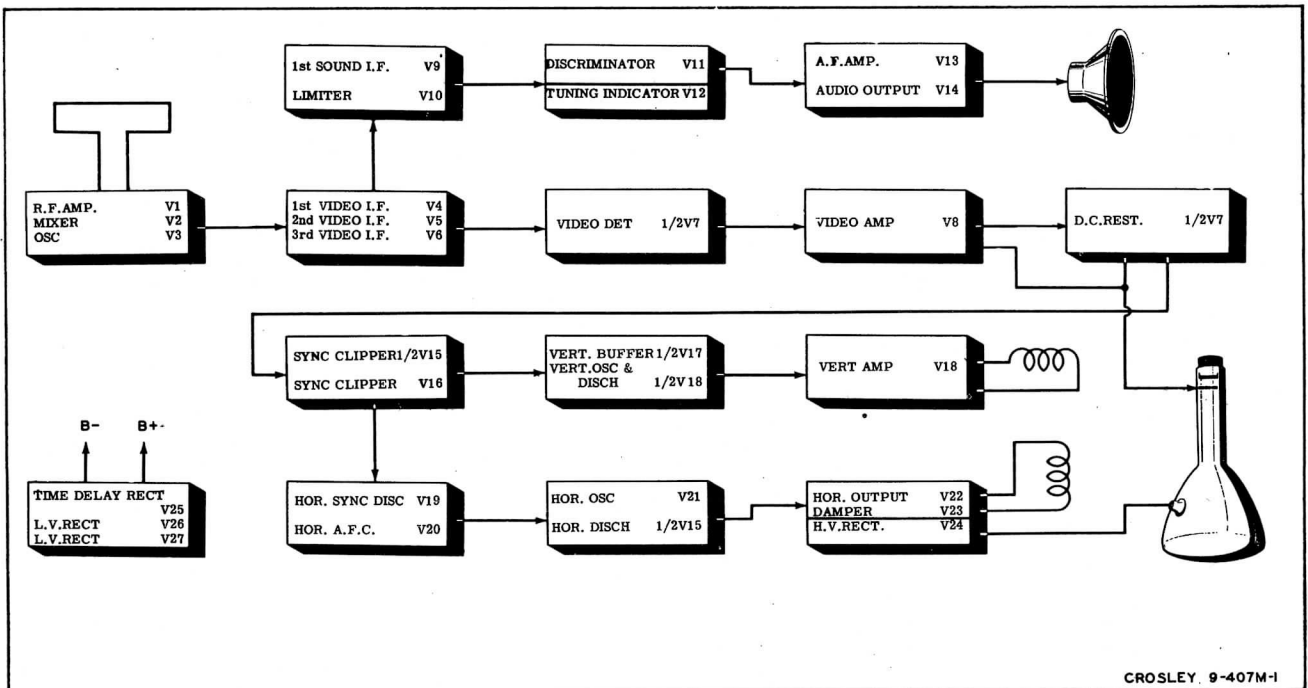 1st SOUND I.F. V9
LIMITER V10
DISCRIMINATOR V11
TUNING INDICATOR V12
A.F.AMP. V13
AUDIO OUTPUT V14
R.F.AMP. V1
MIXER V2
OSC V3
1st VIDEO I.F. V4
2nd VIDEO I.F. V5
3rd VIDEO I.F. V6
VIDEO DET 1/2V7
VIDEO AMP V8
D.C.REST. 1/2V7
SYNC CLIPPER 1/2V15
SYNC CLIPPER V16
VERT. BUFFER 1/2V17
VERT.OSC &
DISCH 1/2V18
VERT AMP V18
B- B+
TIME DELAY RECT
V25
L.V.RECT V26
L.V.RECT V27
HOR. SYNC DISC V19
HOR. A.F.C. V20
HOR. OSC V21
HOR. DISCH 1/2V15
HOR. OUTPUT V22
DAMPER V23
H.V.RECT. V24
CROSLEY 9-407M-I